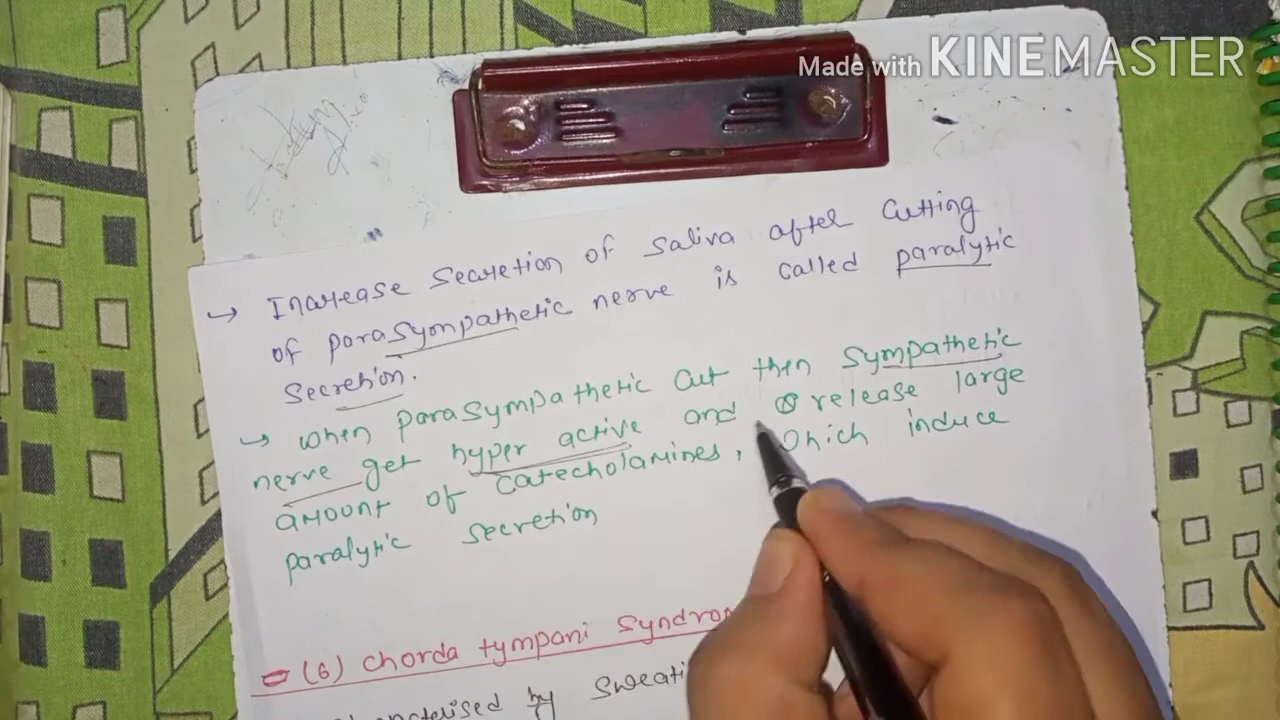 Made with KINEMASTER
→ Increase Secretion of Saliva after Cutting
of parasympathetic nerve is called paralytic
Secretion.
→ when parasympathetic Cut then sympathetic
nerve get hyper active and release large
amount of catecholamines, which induce
paralytic secretion
(6) Chorda tympani Syndrom
by Sweati